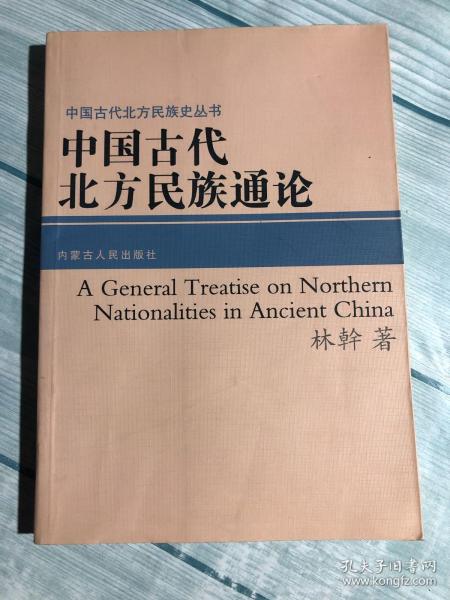 中国古代北方民族史丛书
中国古代
北方民族通论
内蒙古人民出版社
A General Treatise on Northern
Nationalities in Ancient China
林幹 著
孔夫子旧书网
www.kongfz.com